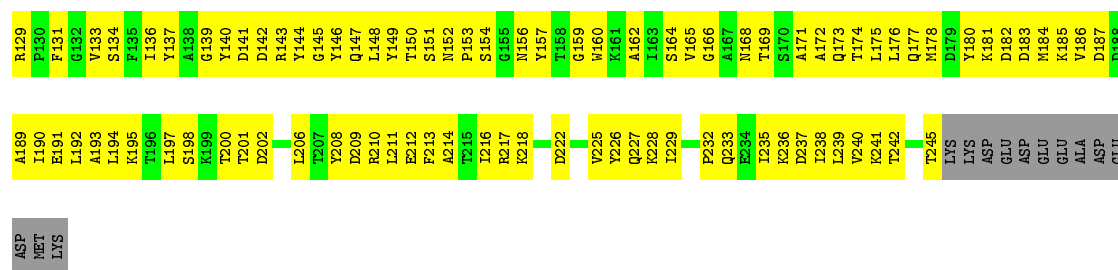 R129 P130 F131 G132 V133 S134 F135 I136 Y137 A138 G139 Y140 D141 D142 R143 Y144 G145 Y146 Q147 L148 Y149 T150 S151 N152 P153 S154 G155 N156 Y157 T158 G159 W160 K161 A162 I163 S164 V165 G166 A167 N168 T169 S170 A171 A172 Q173 T174 L175 L176 Q177 M178 D179 Y180 K181 D182 D183 M184 K185 V186 D187 D188
A189 I190 E191 L192 A193 L194 K195 T196 L197 S198 K199 T200 T201 D202 L206 T207 Y208 D209 R210 L211 E212 F213 A214 T215 I216 R217 K218 D222 V225 Y226 Q227 K228 I229 P232 Q233 E234 I235 K236 D237 I238 L239 V240 K241 T242 T245 LYS LYS ASP GLU ASP GLU GLU ALA ASP GLU
ASP MET LYS